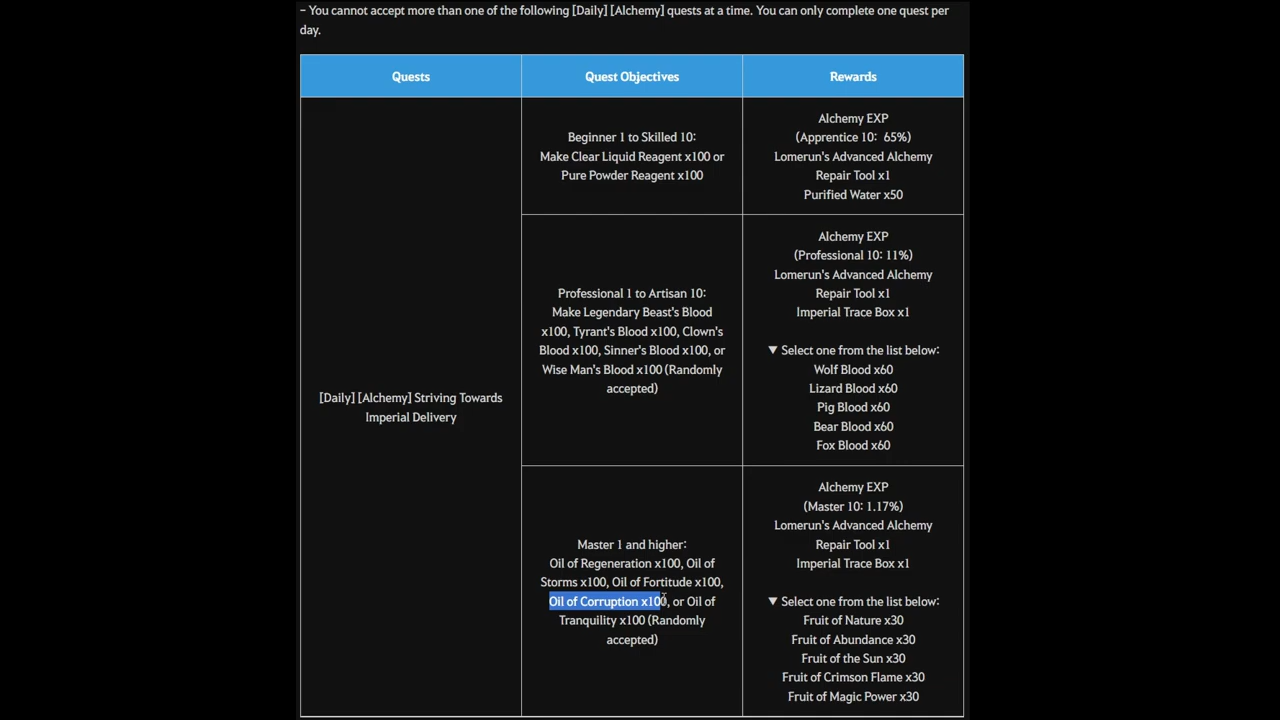 – You cannot accept more than one of the following [Daily] [Alchemy] quests at a time. You can only complete one quest per
day.
Quests
Quest Objectives
Rewards
[Daily] [Alchemy] Striving Towards
Imperial Delivery
Beginner 1 to Skilled 10:
Make Clear Liquid Reagent x100 or
Pure Powder Reagent x100
Alchemy EXP
(Apprentice 10: 65%)
Lomerun's Advanced Alchemy
Repair Tool x1
Purified Water x50
Professional 1 to Artisan 10:
Make Legendary Beast's Blood
x100, Tyrant's Blood x100, Clown's
Blood x100, Sinner's Blood x100, or
Wise Man's Blood x100 (Randomly
accepted)
Alchemy EXP
(Professional 10: 11%)
Lomerun's Advanced Alchemy
Repair Tool x1
Imperial Trace Box x1
▼ Select one from the list below:
Wolf Blood x60
Lizard Blood x60
Pig Blood x60
Bear Blood x60
Fox Blood x60
Master 1 and higher:
Oil of Regeneration x100, Oil of
Storms x100, Oil of Fortitude x100,
Oil of Corruption x100, or Oil of
Tranquility x100 (Randomly
accepted)
Alchemy EXP
(Master 10: 1.17%)
Lomerun's Advanced Alchemy
Repair Tool x1
Imperial Trace Box x1
▼ Select one from the list below:
Fruit of Nature x30
Fruit of Abundance x30
Fruit of the Sun x30
Fruit of Crimson Flame x30
Fruit of Magic Power x30